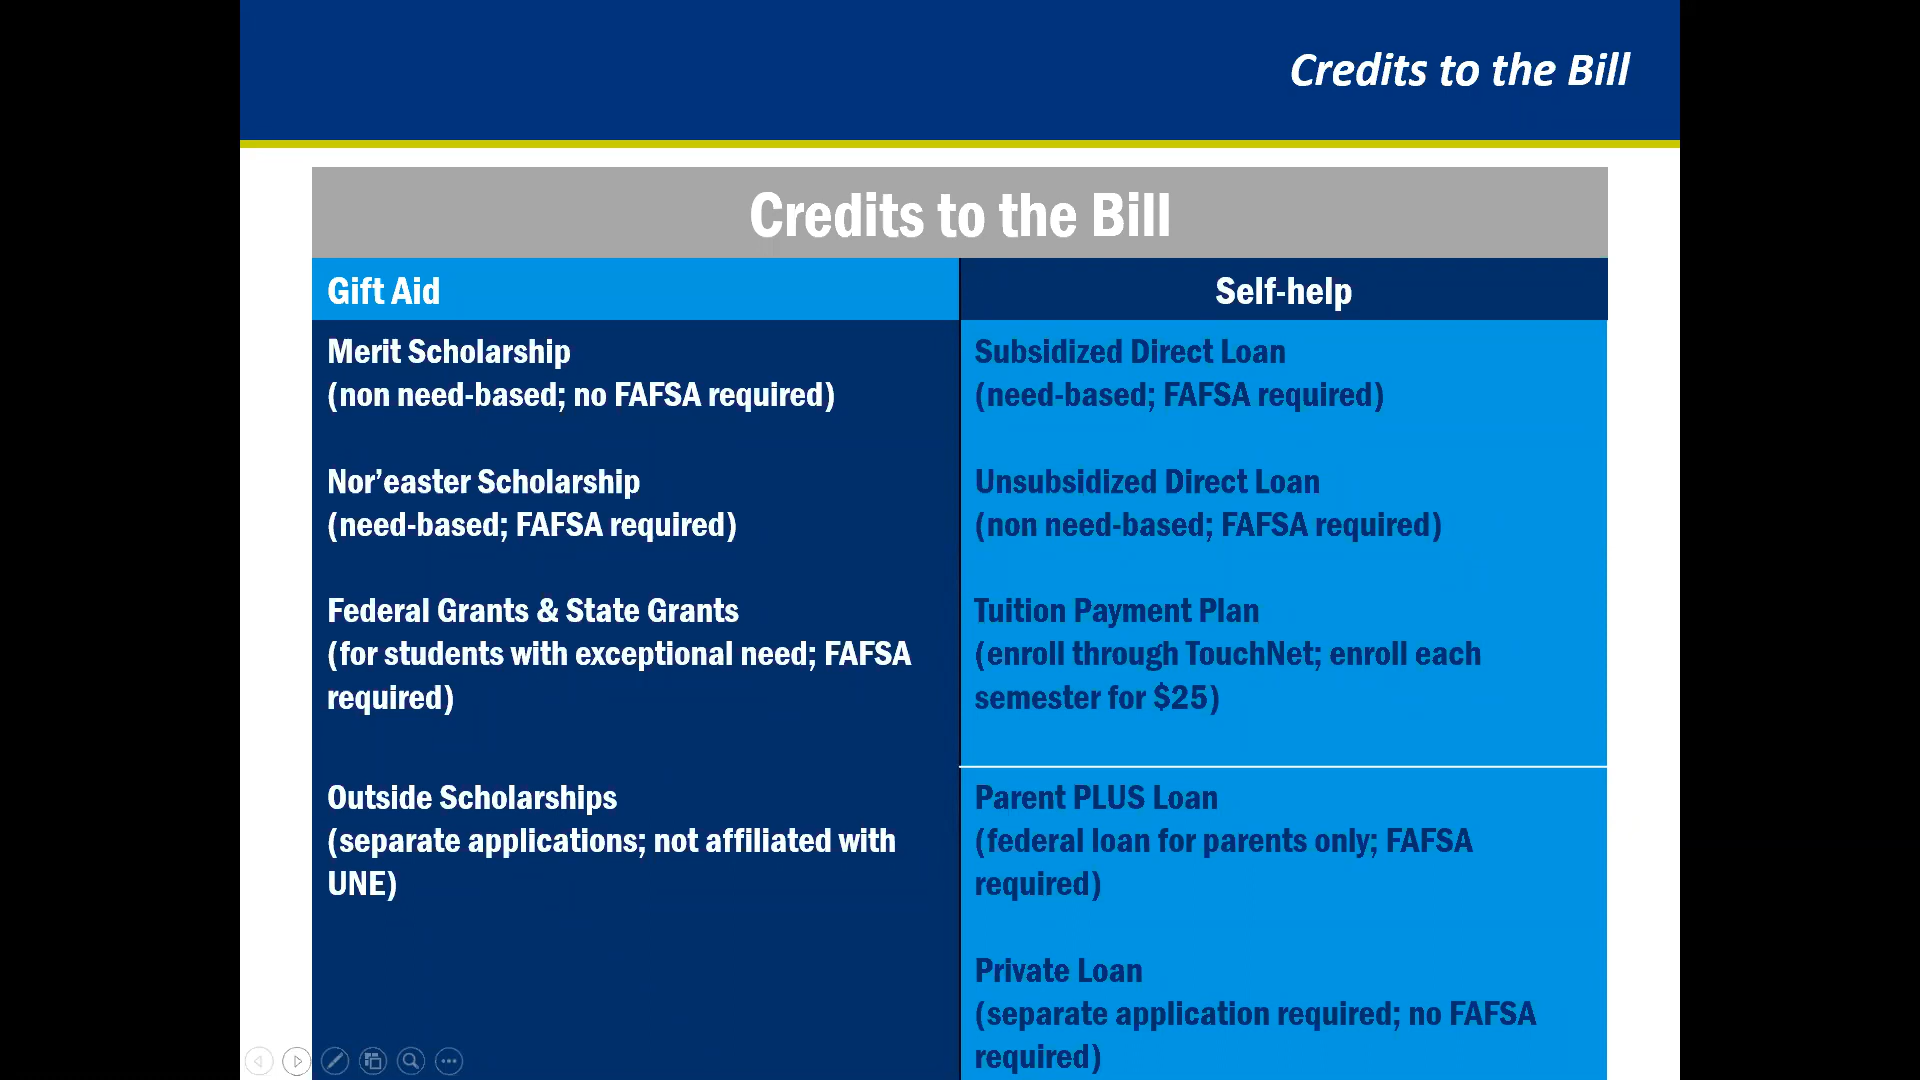 Credits to the Bill
Credits to the Bill
Gift Aid
Self-help
Merit Scholarship
(non need-based; no FAFSA required)
Nor’easter Scholarship
(need-based; FAFSA required)
Federal Grants & State Grants
(for students with exceptional need; FAFSA
required)
Outside Scholarships
(separate applications; not affiliated with
UNE)
Subsidized Direct Loan
(need-based; FAFSA required)
Unsubsidized Direct Loan
(non need-based; FAFSA required)
Tuition Payment Plan
(enroll through TouchNet; enroll each
semester for $25)
Parent PLUS Loan
(federal loan for parents only; FAFSA
required)
Private Loan
(separate application required; no FAFSA
required)